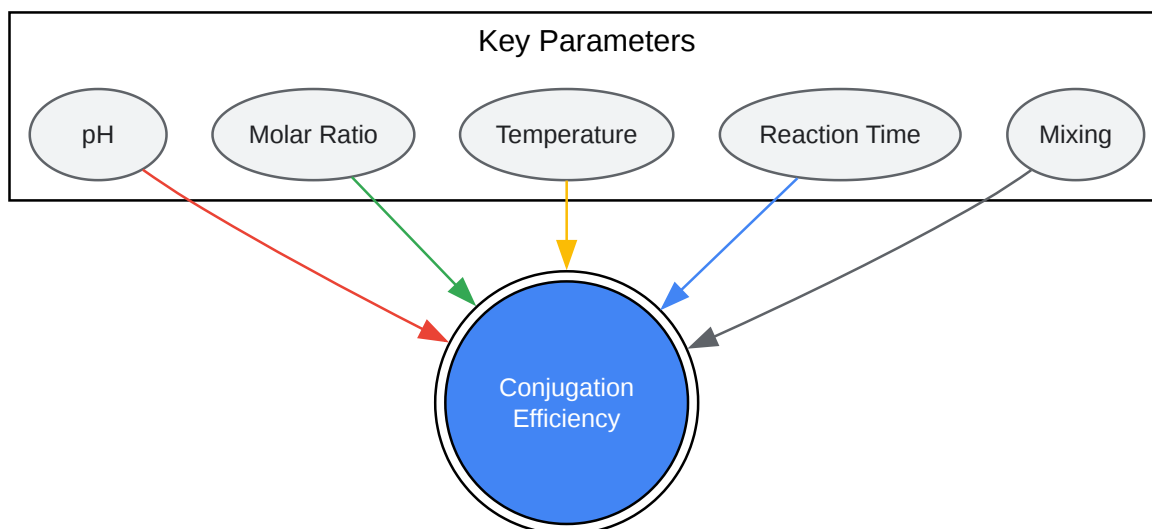 Key Parameters
pH
Molar Ratio
Temperature
Reaction Time
Mixing
Conjugation
Efficiency